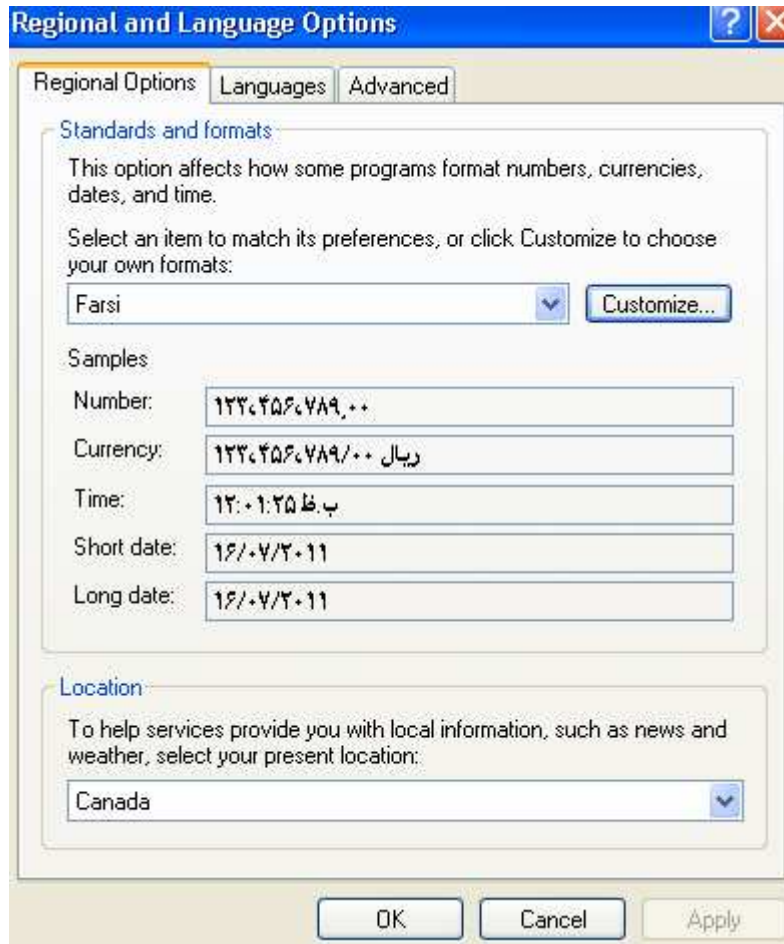 Regional and Language Options
Regional Options Languages Advanced
Standards and formats
This option affects how some programs format numbers, currencies,
dates, and time.
Select an item to match its preferences, or click Customize to choose
your own formats:
Farsi Customize...
Samples
Number: ۱۲۳،۴۵۶،۷۸۹٫۰۰
Currency: ریال ۱۲۳،۴۵۶،۷۸۹/۰۰
Time: ب.ظ ۱۲:۰۱:۲۵
Short date: ۱۶/۰۷/۲۰۱۱
Long date: ۱۶/۰۷/۲۰۱۱
Location
To help services provide you with local information, such as news and
weather, select your present location:
Canada
OK Cancel Apply